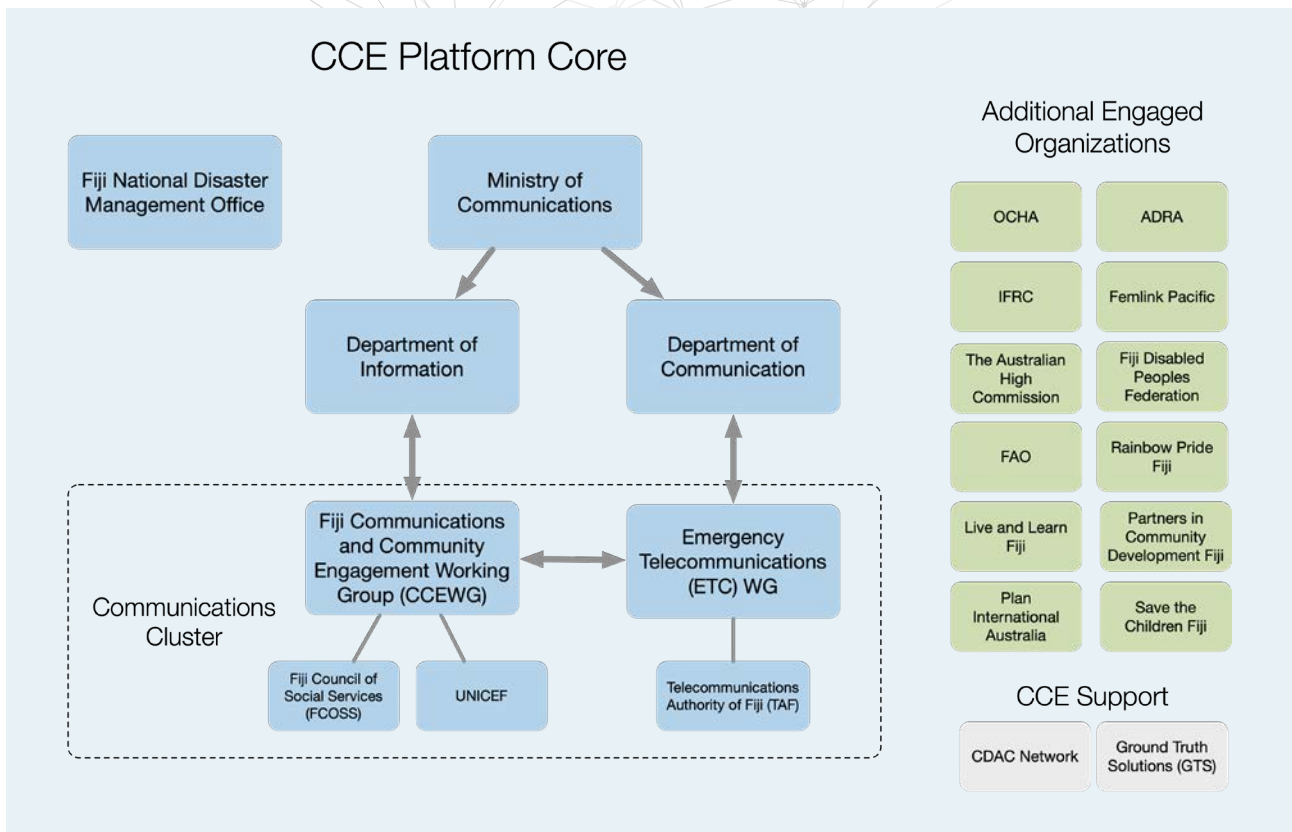 CCE Platform Core
Fiji National Disaster
Management Office
Ministry of
Communications
Department of
Information
Department of
Communication
Communications
Cluster
Fiji Communications
and Community
Engagement Working
Group (CCEWG)
Emergency
Telecommunications
(ETC) WG
Fiji Council of
Social Services
(FCOSS)
UNICEF
Telecommunications
Authority of Fiji (TAF)
Additional Engaged
Organizations
OCHA
ADRA
IFRC
Femlink Pacific
The Australian
High
Commission
Fiji Disabled
Peoples
Federation
FAO
Rainbow Pride
Fiji
Live and Learn
Fiji
Partners in
Community
Development Fiji
Plan
International
Australia
Save the
Children Fiji
CCE Support
CDAC Network
Ground Truth
Solutions (GTS)